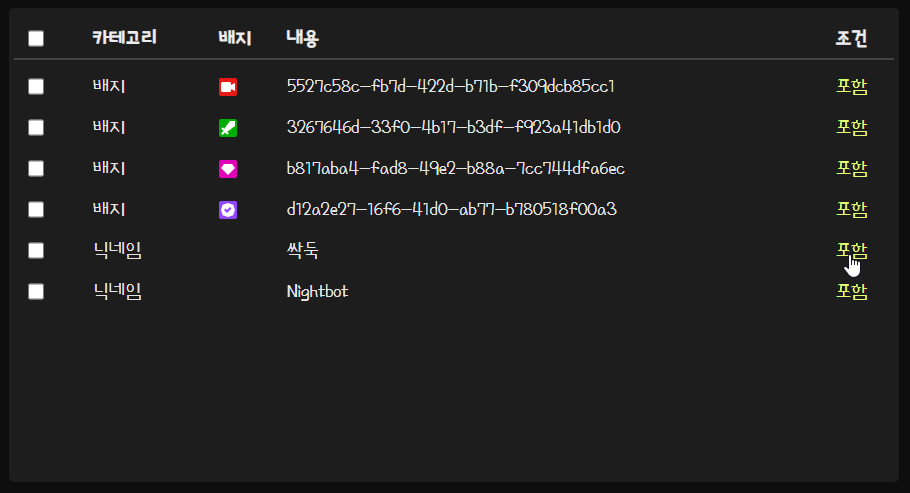 카테고리 배지 내용 조건
배지 5527c58c-fb7d-422d-b71b-f309dcb85cc1 포함
배지 3267646d-33f0-4b17-b3df-f923a41db1d0 포함
배지 b817aba4-fad8-49e2-b88a-7cc744dfa6ec 포함
배지 d12a2e27-16f6-41d0-ab77-b780518f00a3 포함
닉네임 싹둑 포함
닉네임 Nightbot 포함